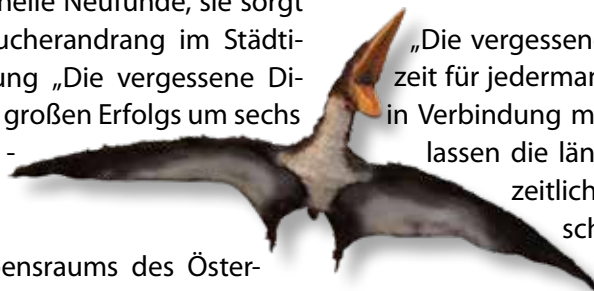 nelle Neufunde, sie sorgt
ucherandrang im Städti-
ung „Die vergessene Di-
großen Erfolgs um sechs
-
ensraums des Öster-
„Die vergessen
zeit für jederman
in Verbindung m
lassen die län
zeitlich
sch